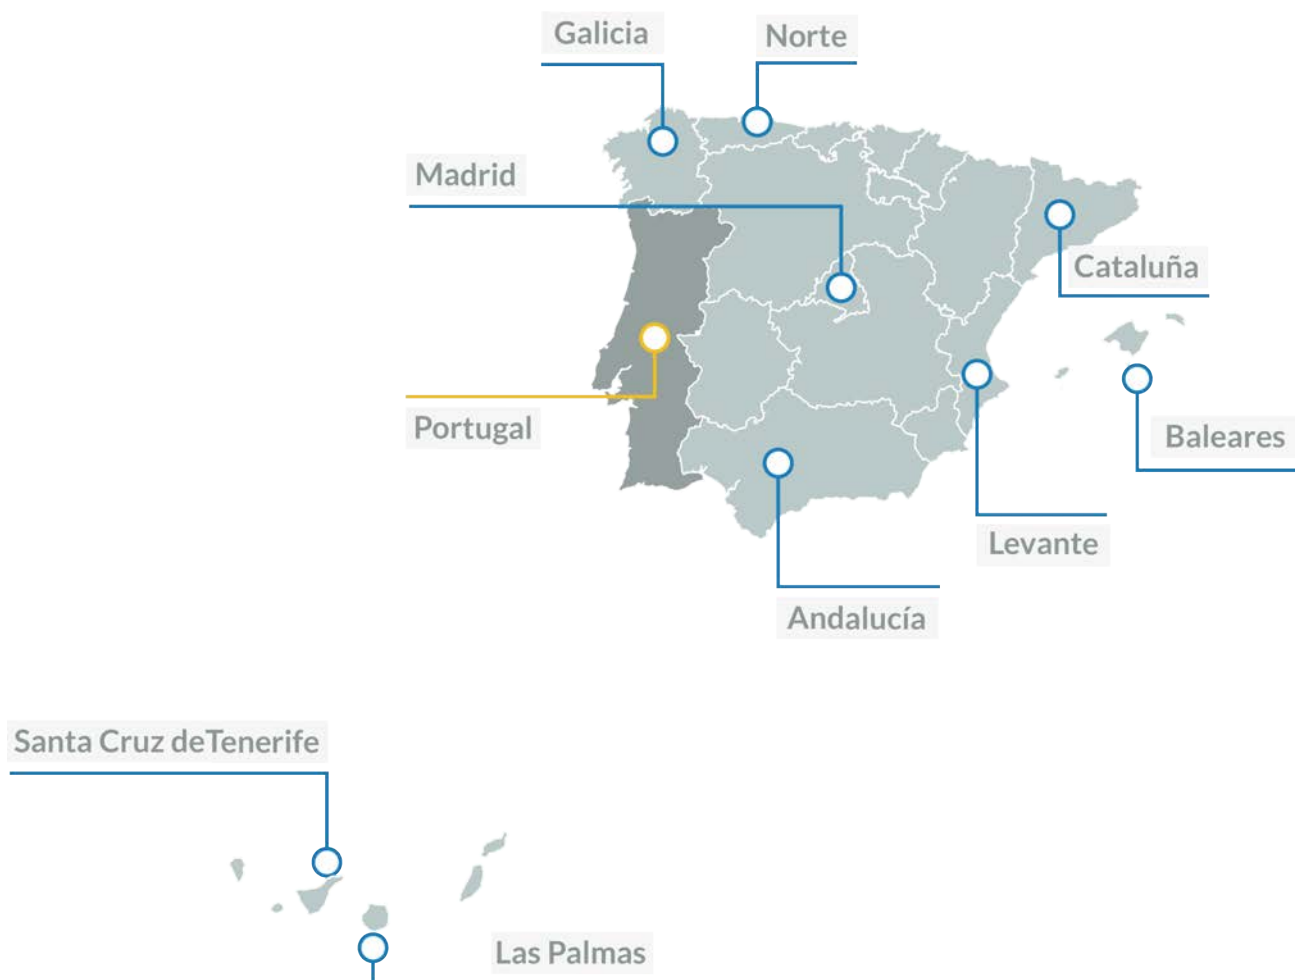 Galicia
Norte
Madrid
Cataluña
Portugal
Baleares
Levante
Andalucía
Santa Cruz deTenerife
Las Palmas